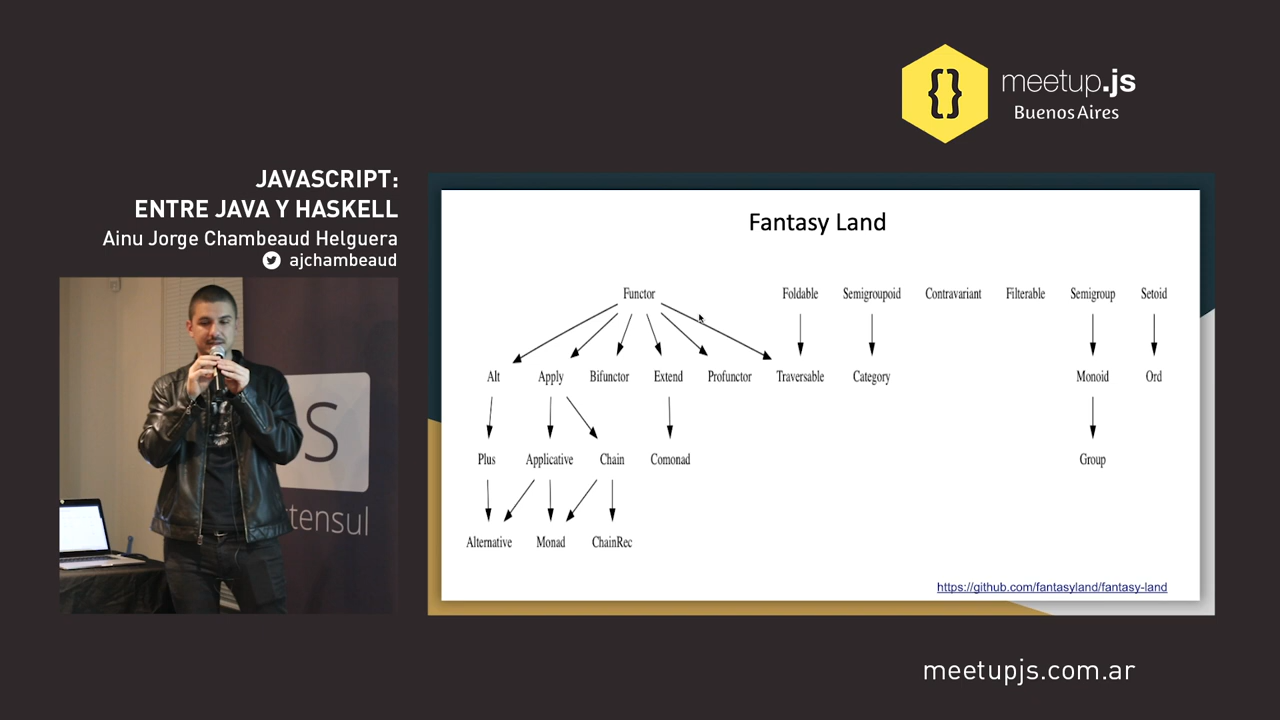 {} meetup.js
Buenos Aires
JAVASCRIPT:
ENTRE JAVA Y HASKELL
Ainu Jorge Chambeaud Helguera
ajchambeaud
S
tensul
Fantasy Land
Functor Foldable Semigroupoid Contravariant Filterable Semigroup Setoid
Alt Apply Bifunctor Extend Profunctor Traversable Category Monoid Ord
Plus Applicative Chain Comonad Group
Alternative Monad ChainRec
https://github.com/fantasyland/fantasy-land
meetupjs.com.ar